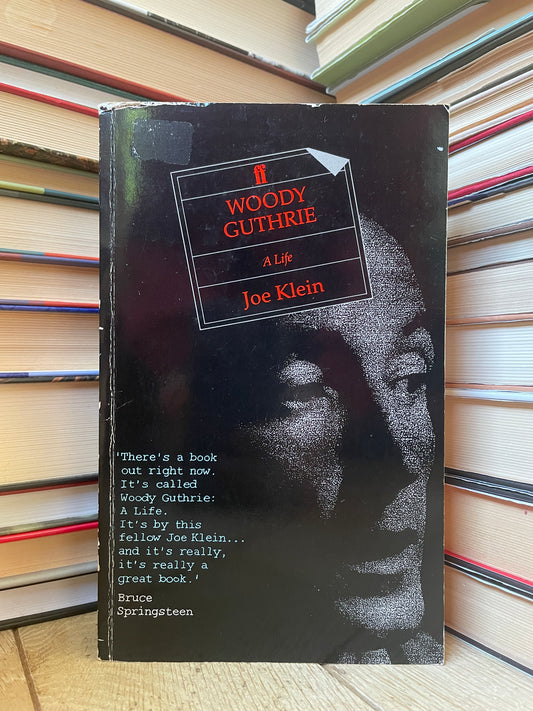 ff
WOODY
GUTHRIE
A Life
Joe Klein
'There's a book
out right now.
It's called
Woody Guthrie:
A Life.
It's by this
fellow Joe Klein...
and it's really,
it's really a
great book.'
Bruce
Springsteen